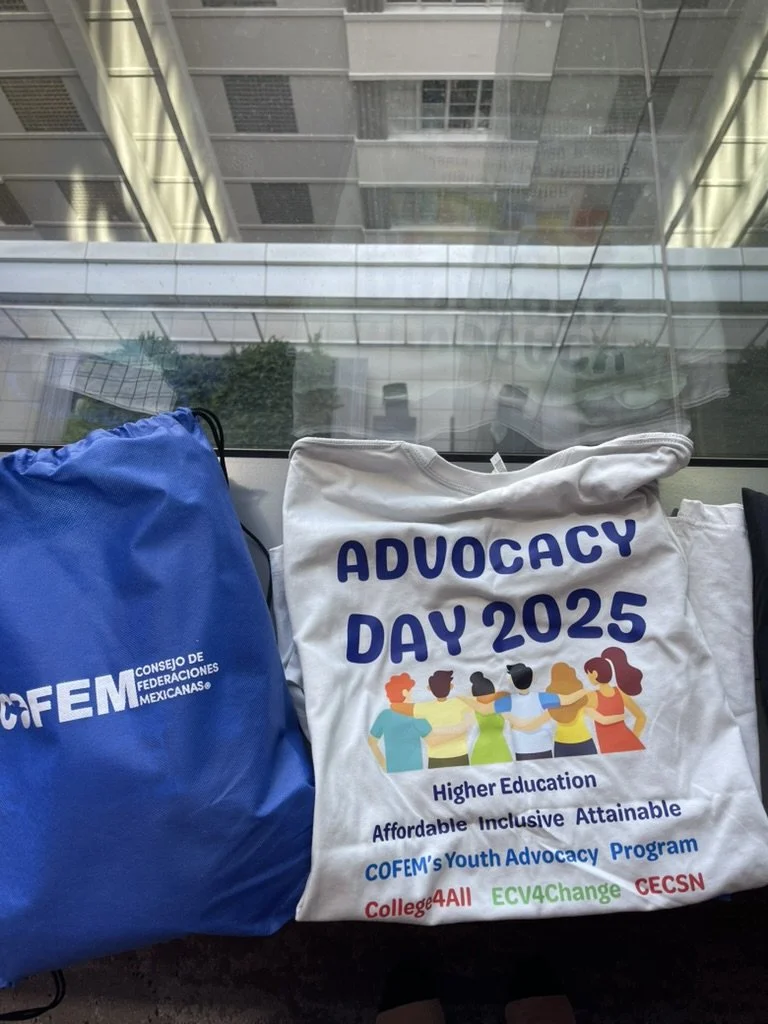 COFEM
CONSEJO DE
FEDERACIONES
MEXICANAS®
ADVOCACY
DAY 2025
Higher Education
Affordable Inclusive Attainable
COFEM's Youth Advocacy Program
College4All ECV4Change CECSN